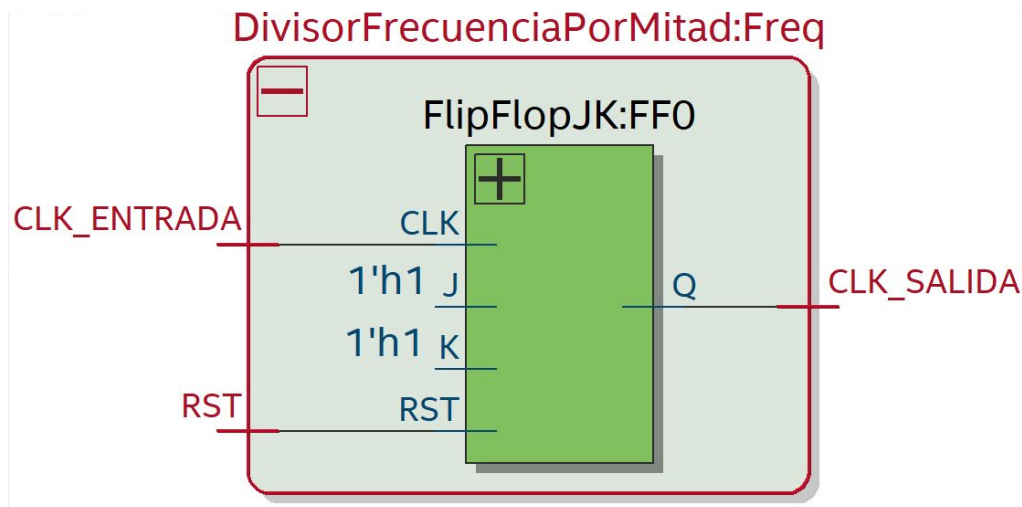 DivisorFrecuenciaPorMitad:Freq
FlipFlopJK:FF0
CLK_ENTRADA
CLK
1'h1 J
Q
CLK_SALIDA
1'h1 K
RST
RST